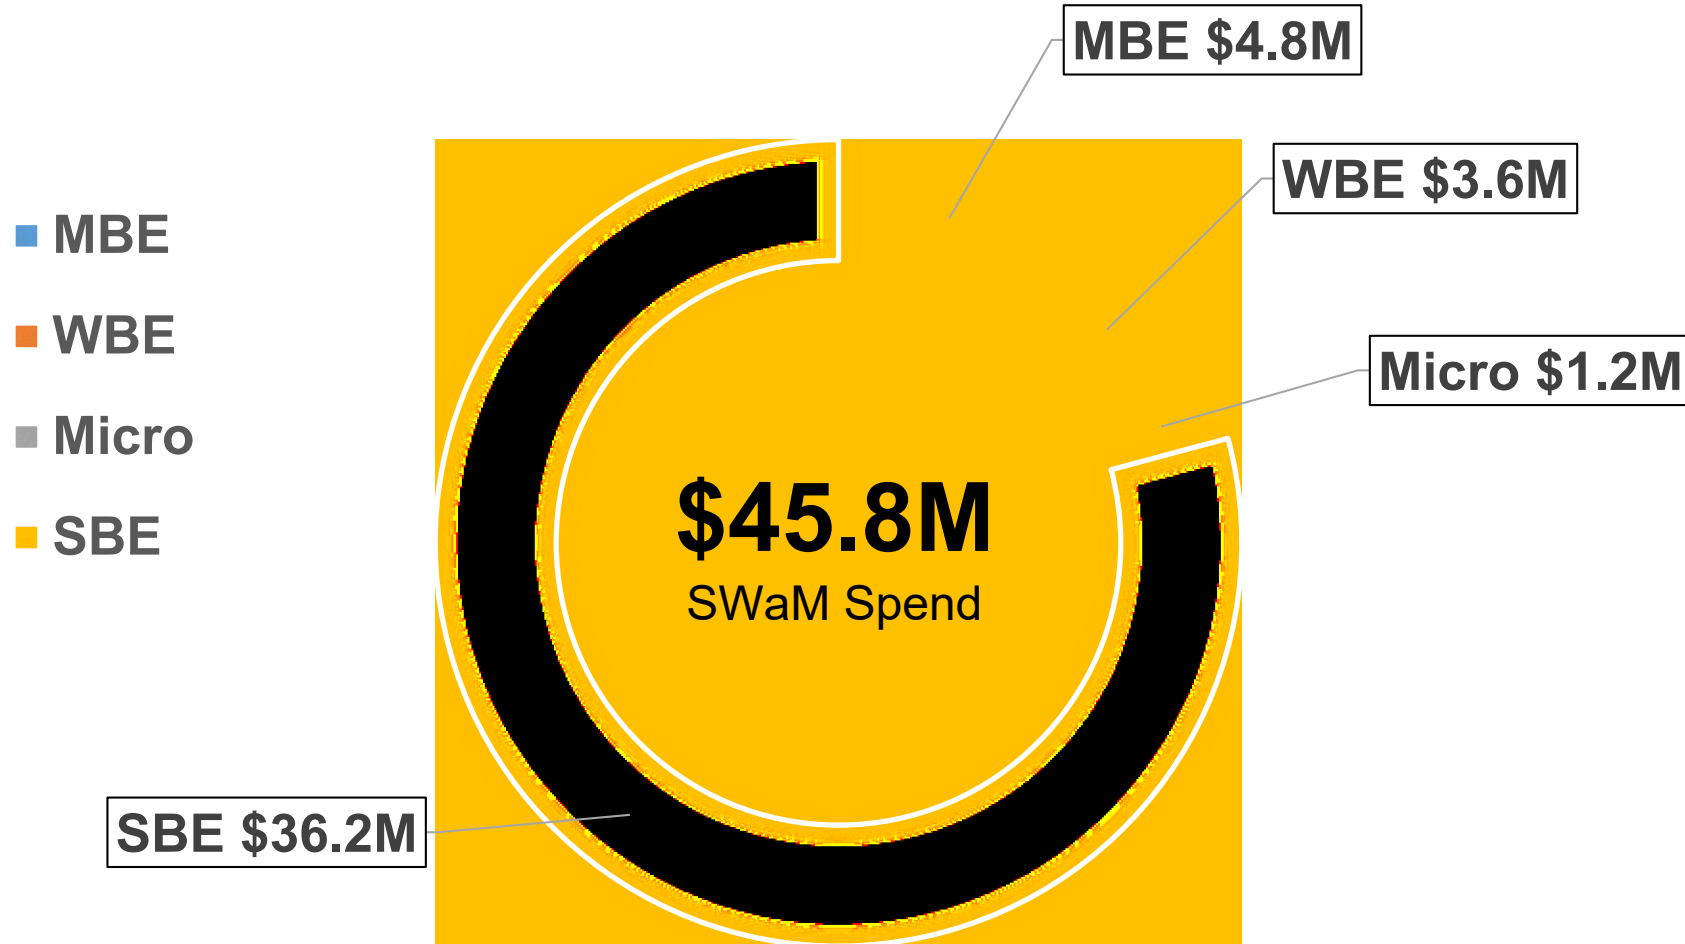 MBE $4.8M
WBE $3.6M
MBE
WBE
Micro $1.2M
Micro
$45.8M
SBE
SWaM Spend
SBE $36.2M